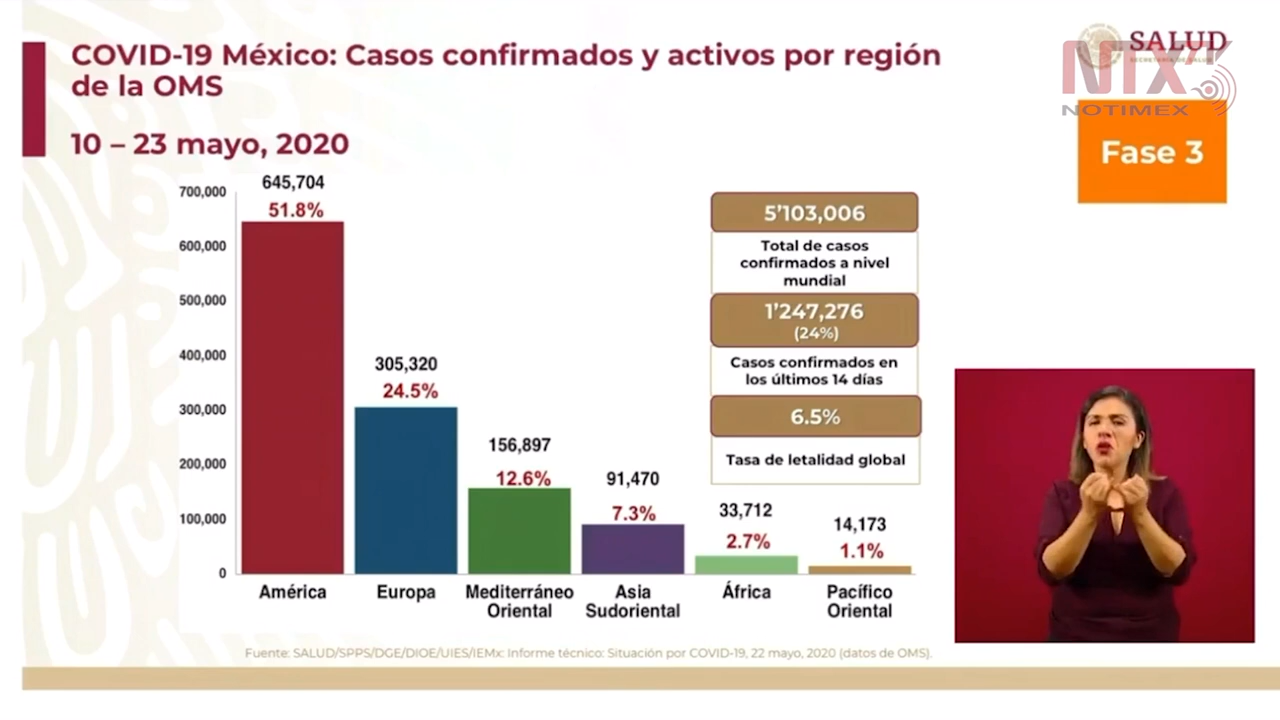 COVID-19 México: Casos confirmados y activos por región
de la OMS
10 – 23 mayo, 2020
SALUD
SECRETARÍA DE SALUD
NTX
NOTIMEX
Fase 3
700,000
600,000
500,000
400,000
300,000
200,000
100,000
0
645,704
51.8%
305,320
24.5%
156,897
12.6%
91,470
7.3%
33,712
2.7%
14,173
1.1%
América
Europa
Mediterráneo
Oriental
Asia
Sudoriental
África
Pacífico
Oriental
5'103,006
Total de casos
confirmados a nivel
mundial
1'247,276
(24%)
Casos confirmados en
los últimos 14 días
6.5%
Tasa de letalidad global
Fuente: SALUD/SPPS/DGE/DIOE/UIES/IEMx: Informe técnico: Situación por COVID-19, 22 mayo, 2020 (datos de OMS).